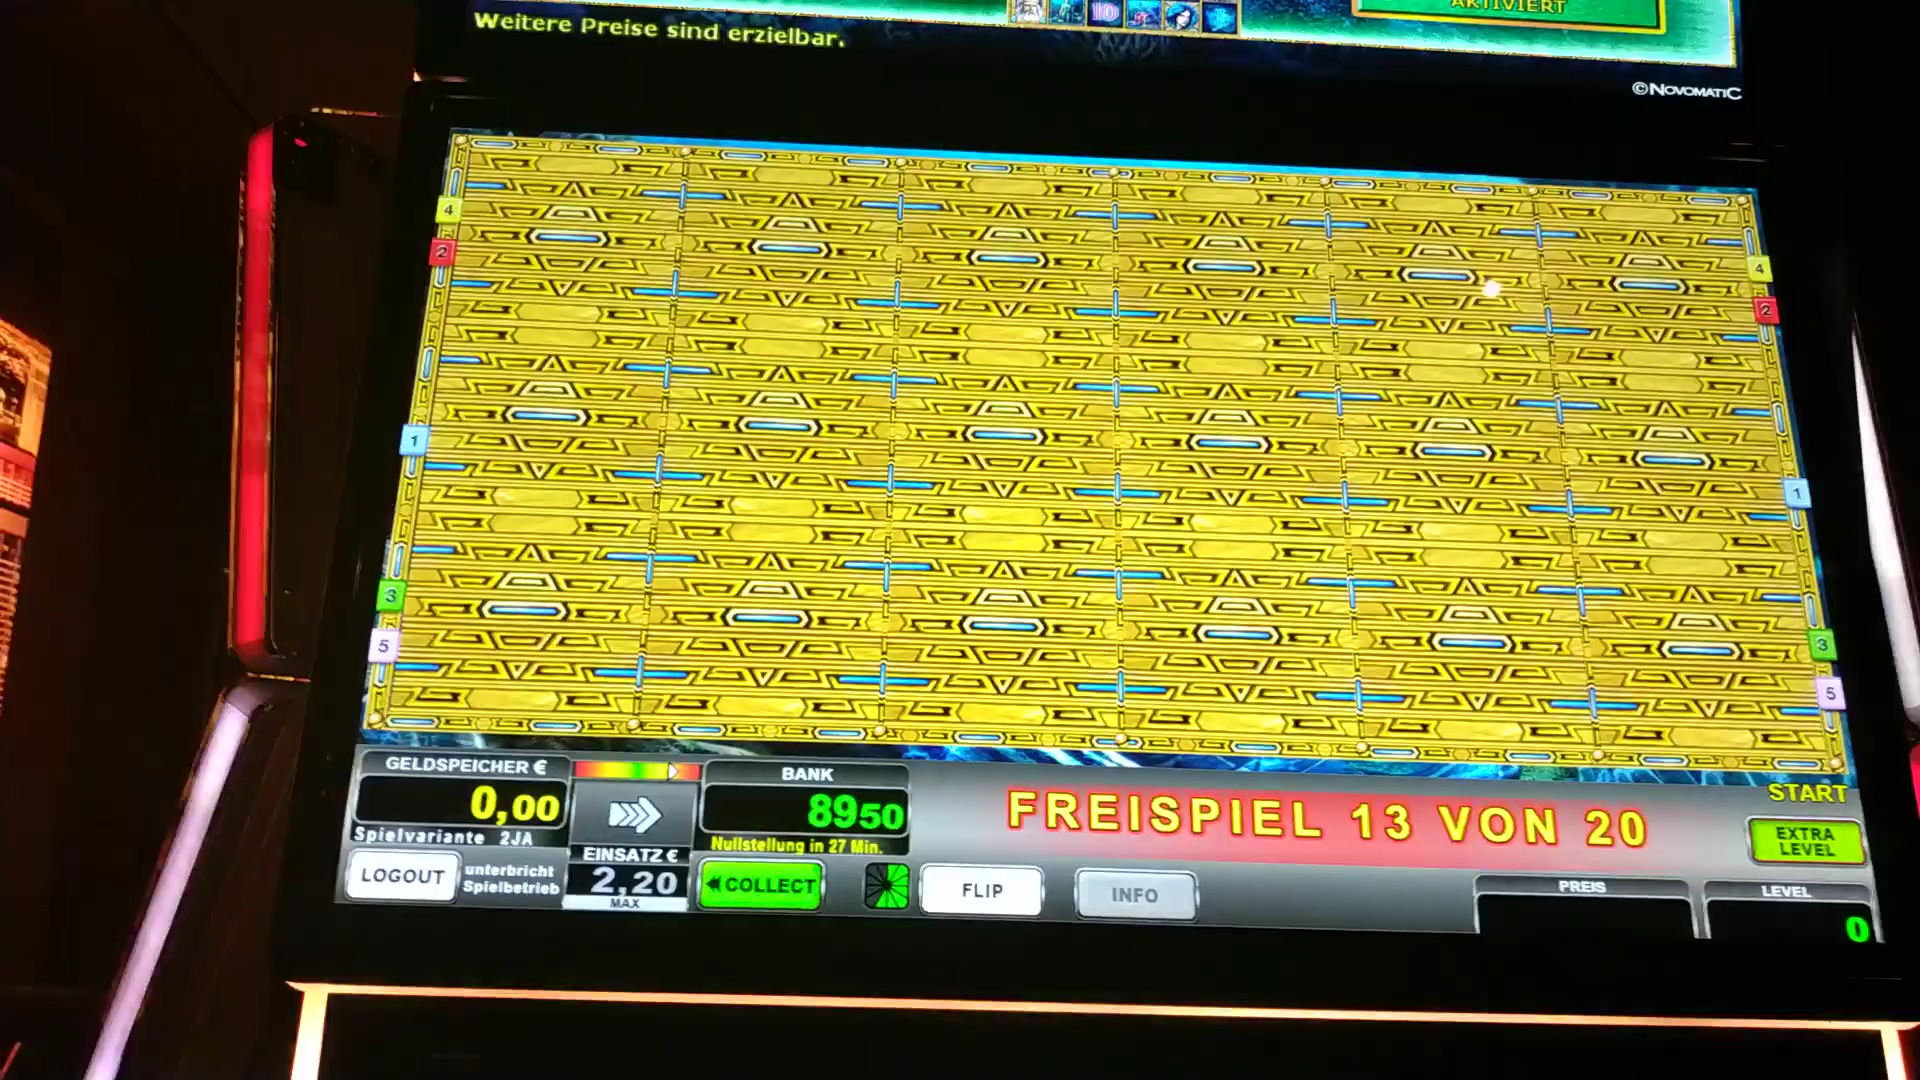 AKTIVIERT
10
Weitere Preise sind erzielbar.
©NOVOMATIC
4
2
1
3
5
4
2
1
3
5
GELDSPEICHER €
0,00
Spielvariante 2JA
LOGOUT
unterbricht
Spielbetrieb
EINSATZ €
2,20
MAX
BANK
8950
Nullstellung in 27 Min.
COLLECT
FLIP
INFO
FREISPIEL 13 VON 20
START
EXTRA
LEVEL
PREIS
LEVEL
0